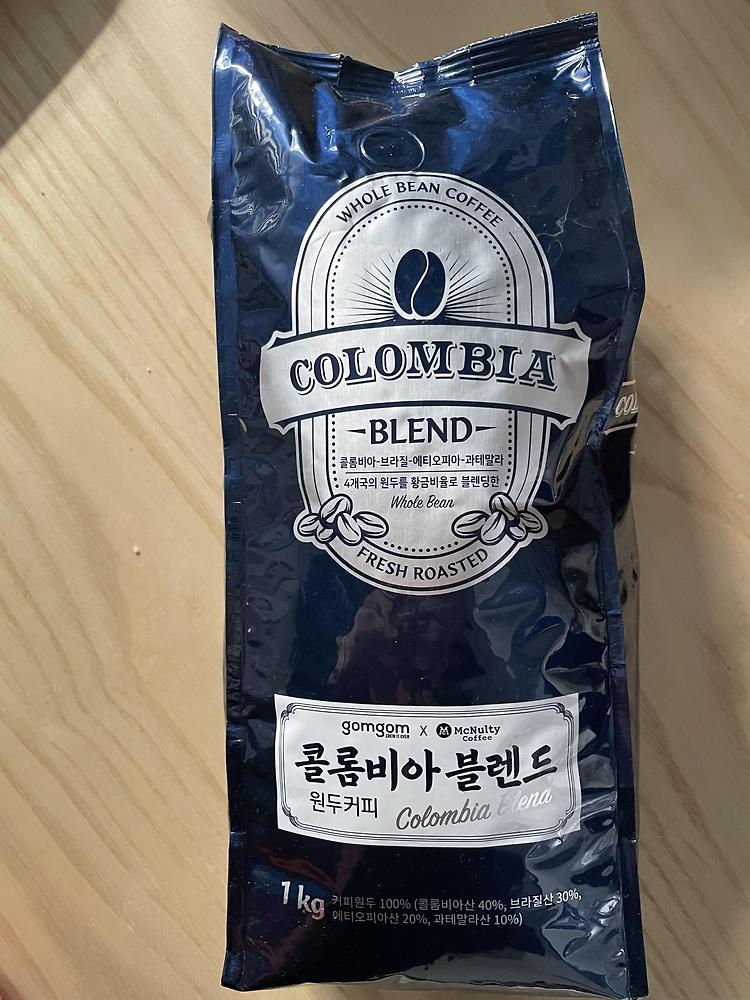 WHOLE BEAN COFFEE
COLOMBIA
BLEND
콜롬비아-브라질-에티오피아-과테말라
4개국의 원두를 황금비율로 블렌딩한
Whole Bean
FRESH ROASTED
gomgom X M McNulty
CHEW IT OVER Coffee
콜롬비아 블렌드
원두커피 Colombia Blend
1kg 커피원두 100% (콜롬비아산 40%, 브라질산 30%,
에티오피아산 20%, 과테말라산 10%)
COL